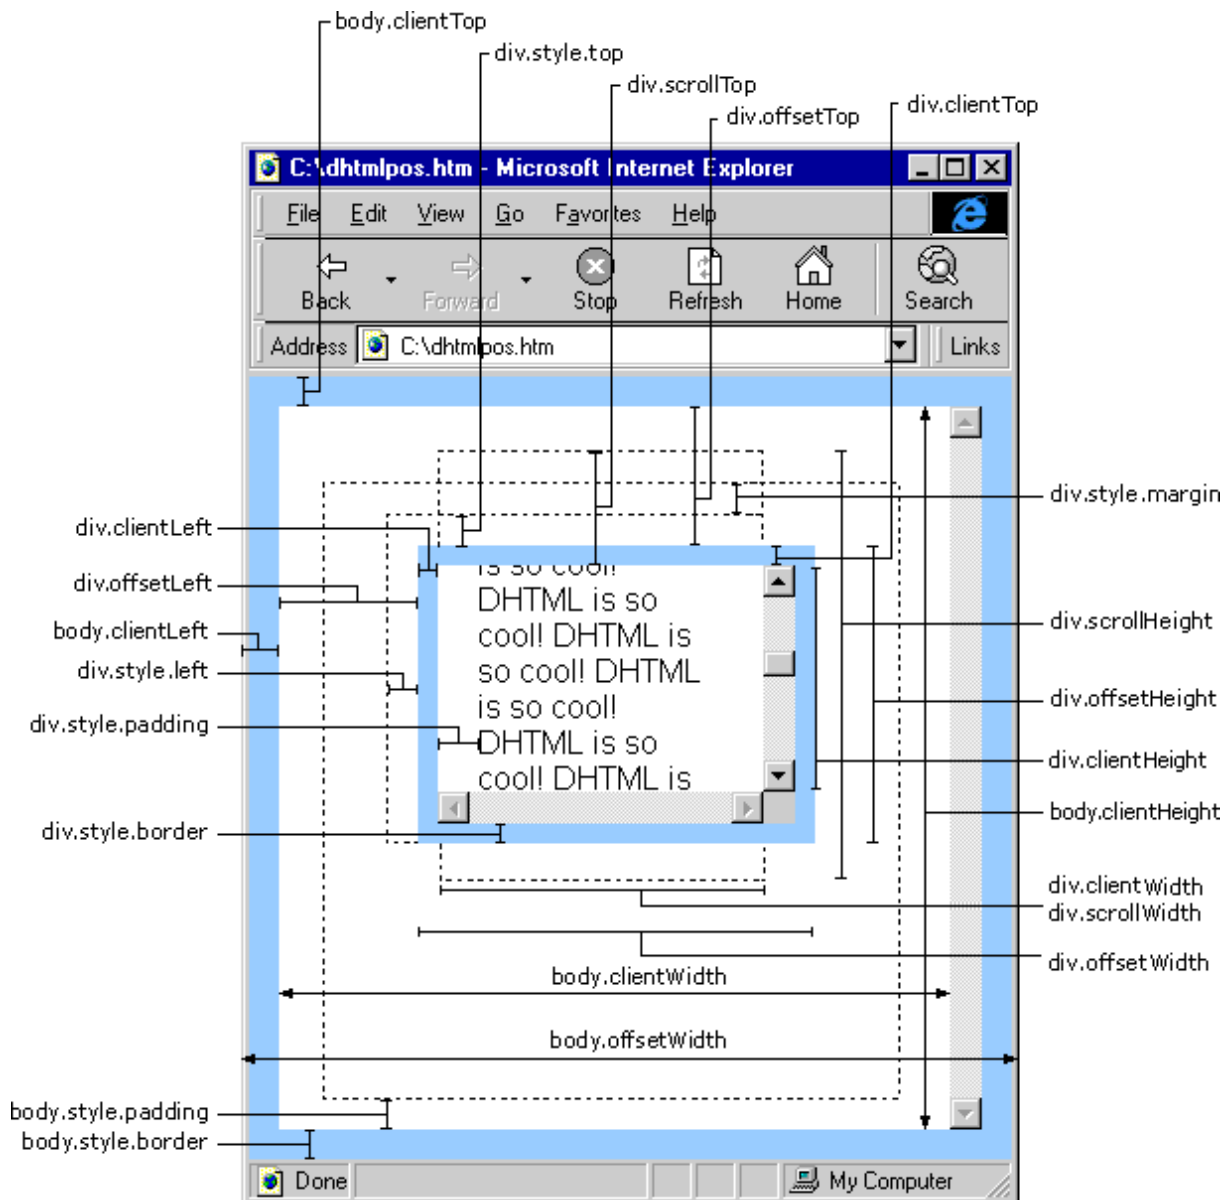 body.clientTop
div.style.top
div.scrollTop
div.clientTop
div.offsetTop
C:\dhtmlpos.htm - Microsoft Internet Explorer
File Edit View Go Favorites Help
Back Forward Stop Refresh Home Search
Address C:\dhtmlpos.htm Links
div.style.margin
div.clientLeft
div.offsetLeft
body.clientLeft
div.style.left
div.style.padding
div.style.border
is so cool!
DHTML is so
cool! DHTML is
so cool! DHTML
is so cool!
DHTML is so
cool! DHTML is
div.scrollHeight
div.offsetHeight
div.clientHeight
body.clientHeight
div.clientWidth
div.scrollWidth
div.offsetWidth
body.clientWidth
body.offsetWidth
body.style.padding
body.style.border
Done My Computer